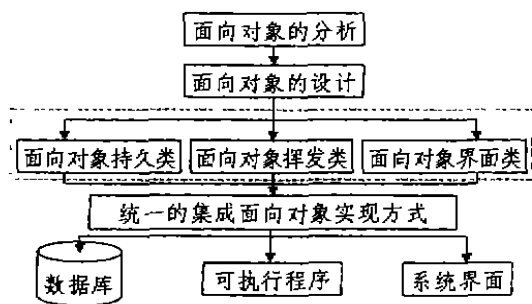 面向对象的分析
面向对象的设计
面向对象持久类 面向对象挥发类 面向对象界面类
统一的集成面向对象实现方式
数据库 可执行程序 系统界面